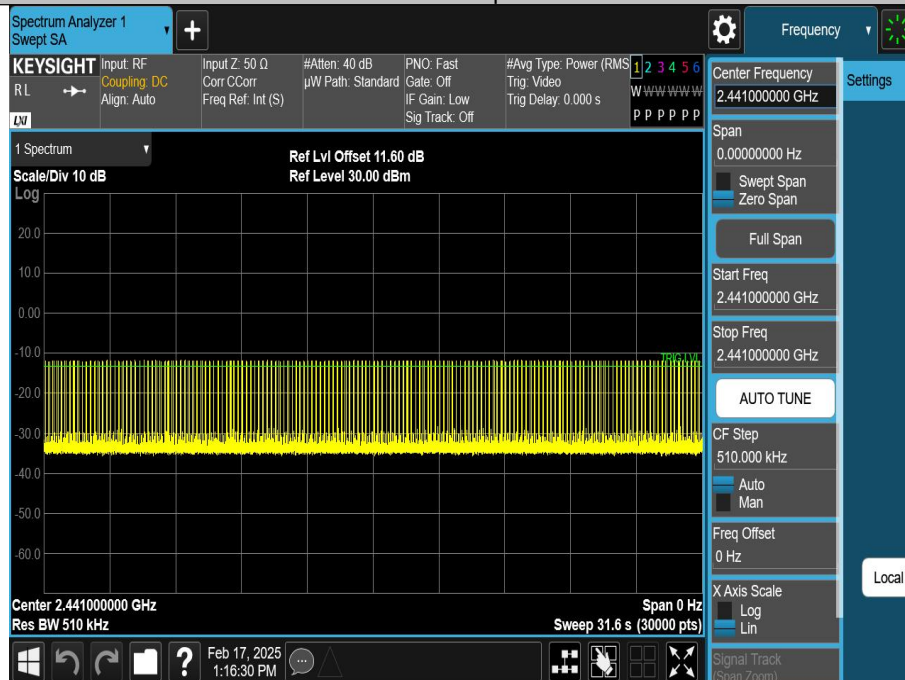 Spectrum Analyzer 1
Swept SA
Frequency
KEYSIGHT
RL
LXI
Input: RF
Coupling: DC
Align: Auto
Input Z: 50 Ω
Corr CCorr
Freq Ref: Int (S)
#Atten: 40 dB
µW Path: Standard
PNO: Fast
Gate: Off
IF Gain: Low
Sig Track: Off
#Avg Type: Power (RMS
Trig: Video
Trig Delay: 0.000 s
1 2 3 4 5 6
W W W W W W
P P P P P P
1 Spectrum
Scale/Div 10 dB
Ref Lvl Offset 11.60 dB
Ref Level 30.00 dBm
Log
20.0
10.0
0.00
-10.0
TRIG LVL
-20.0
-30.0
-40.0
-50.0
-60.0
Center 2.441000000 GHz
Res BW 510 kHz
Span 0 Hz
Sweep 31.6 s (30000 pts)
Feb 17, 2025
1:16:30 PM
Center Frequency
2.441000000 GHz
Settings
Span
0.00000000 Hz
Swept Span
Zero Span
Full Span
Start Freq
2.441000000 GHz
Stop Freq
2.441000000 GHz
AUTO TUNE
CF Step
510.000 kHz
Auto
Man
Freq Offset
0 Hz
Local
X Axis Scale
Log
Lin
Signal Track
(Span Zoom)